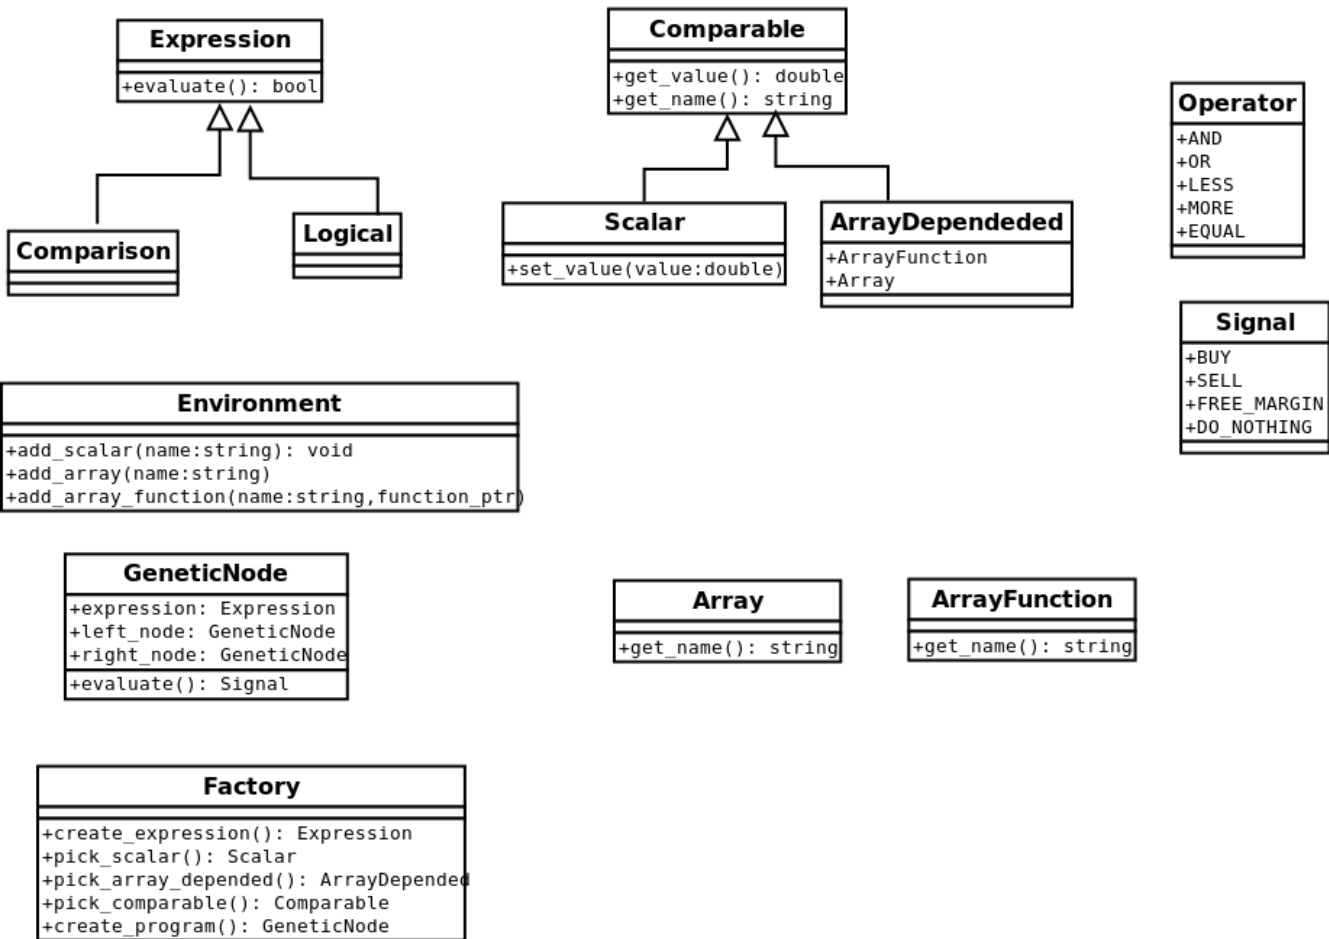 Expression
+evaluate(): bool
Comparable
+get_value(): double
+get_name(): string
Operator
+AND
+OR
+LESS
+MORE
+EQUAL
Comparison
Logical
Scalar
+set_value(value:double)
ArrayDependeded
+ArrayFunction
+Array
Signal
+BUY
+SELL
+FREE_MARGIN
+DO_NOTHING
Environment
+add_scalar(name:string): void
+add_array(name:string)
+add_array_function(name:string,function_ptr)
GeneticNode
+expression: Expression
+left_node: GeneticNode
+right_node: GeneticNode
+evaluate(): Signal
Array
+get_name(): string
ArrayFunction
+get_name(): string
Factory
+create_expression(): Expression
+pick_scalar(): Scalar
+pick_array_depended(): ArrayDepended
+pick_comparable(): Comparable
+create_program(): GeneticNode